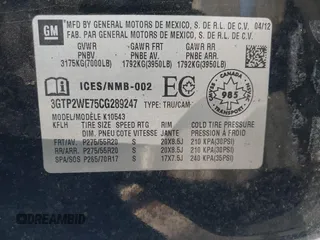 GM
MFD BY GENERAL MOTORS DE MEXICO, S. DE R.L. DE C.V. 04/12
FAB. PAR GENERAL MOTORS DE MEXICO, S. DE R.L. DE C.V.
GVWR GAWR FRT GAWR RR
PNBV PNBE AV PNBE AR
3175KG(7000LB) 1792KG(3950LB) 1792KG(3950LB)
ICES/NMB-002
CANADA
985
TRANSPORT
3GTP2WE75CG289247 TYPE: TRU/CAM
MODEL/MODÈLE K10543
KFLH TIRE SIZE SPEED RTG RIM COLD TIRE PRESSURE
DIM. PNEU COTE VITESSE JANTE PRES. PNEU À FROID
FRT/AV. P275/55R20 S 20X8.5J 210 KPA(30PSI)
RR/ARR. P275/55R20 S 20X8.5J 210 KPA(30PSI)
SPA/SOS P265/70R17 S 17X7.5J 240 KPA(35PSI)
DREAMBID